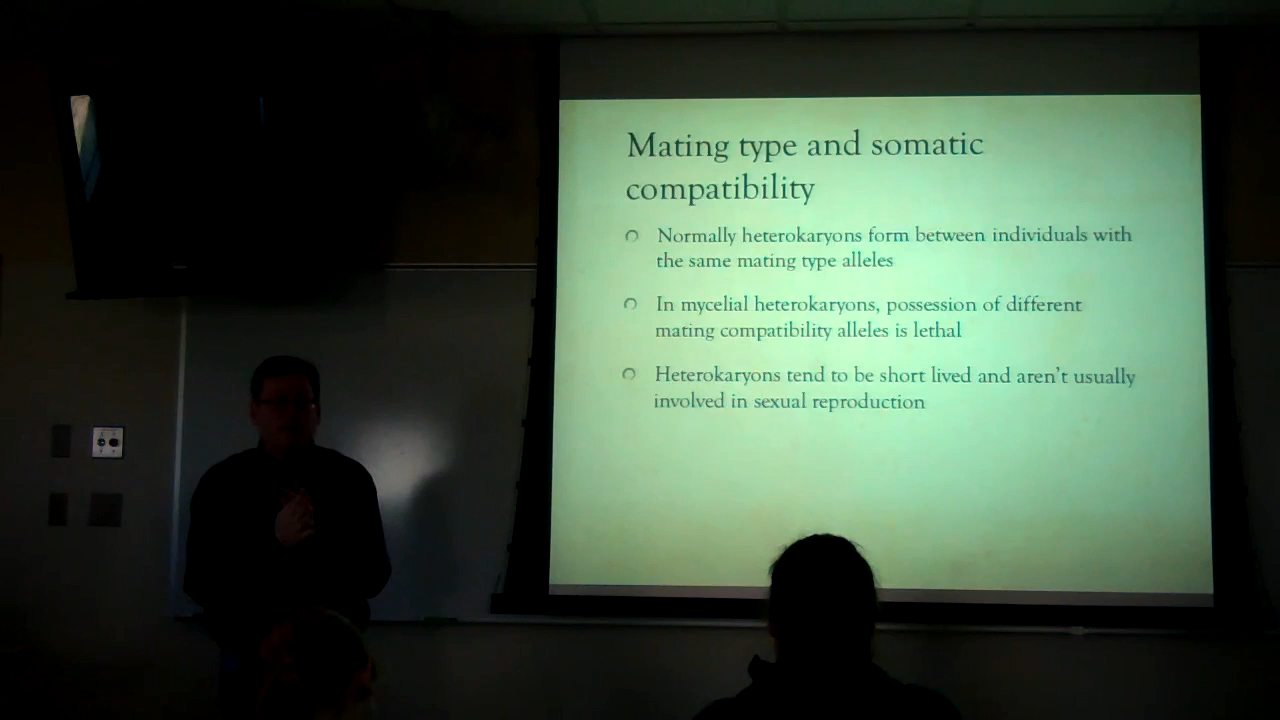 Mating type and somatic
compatibility
Normally heterokaryons form between individuals with
the same mating type alleles
In mycelial heterokaryons, possession of different
mating compatibility alleles is lethal
Heterokaryons tend to be short lived and aren't usually
involved in sexual reproduction